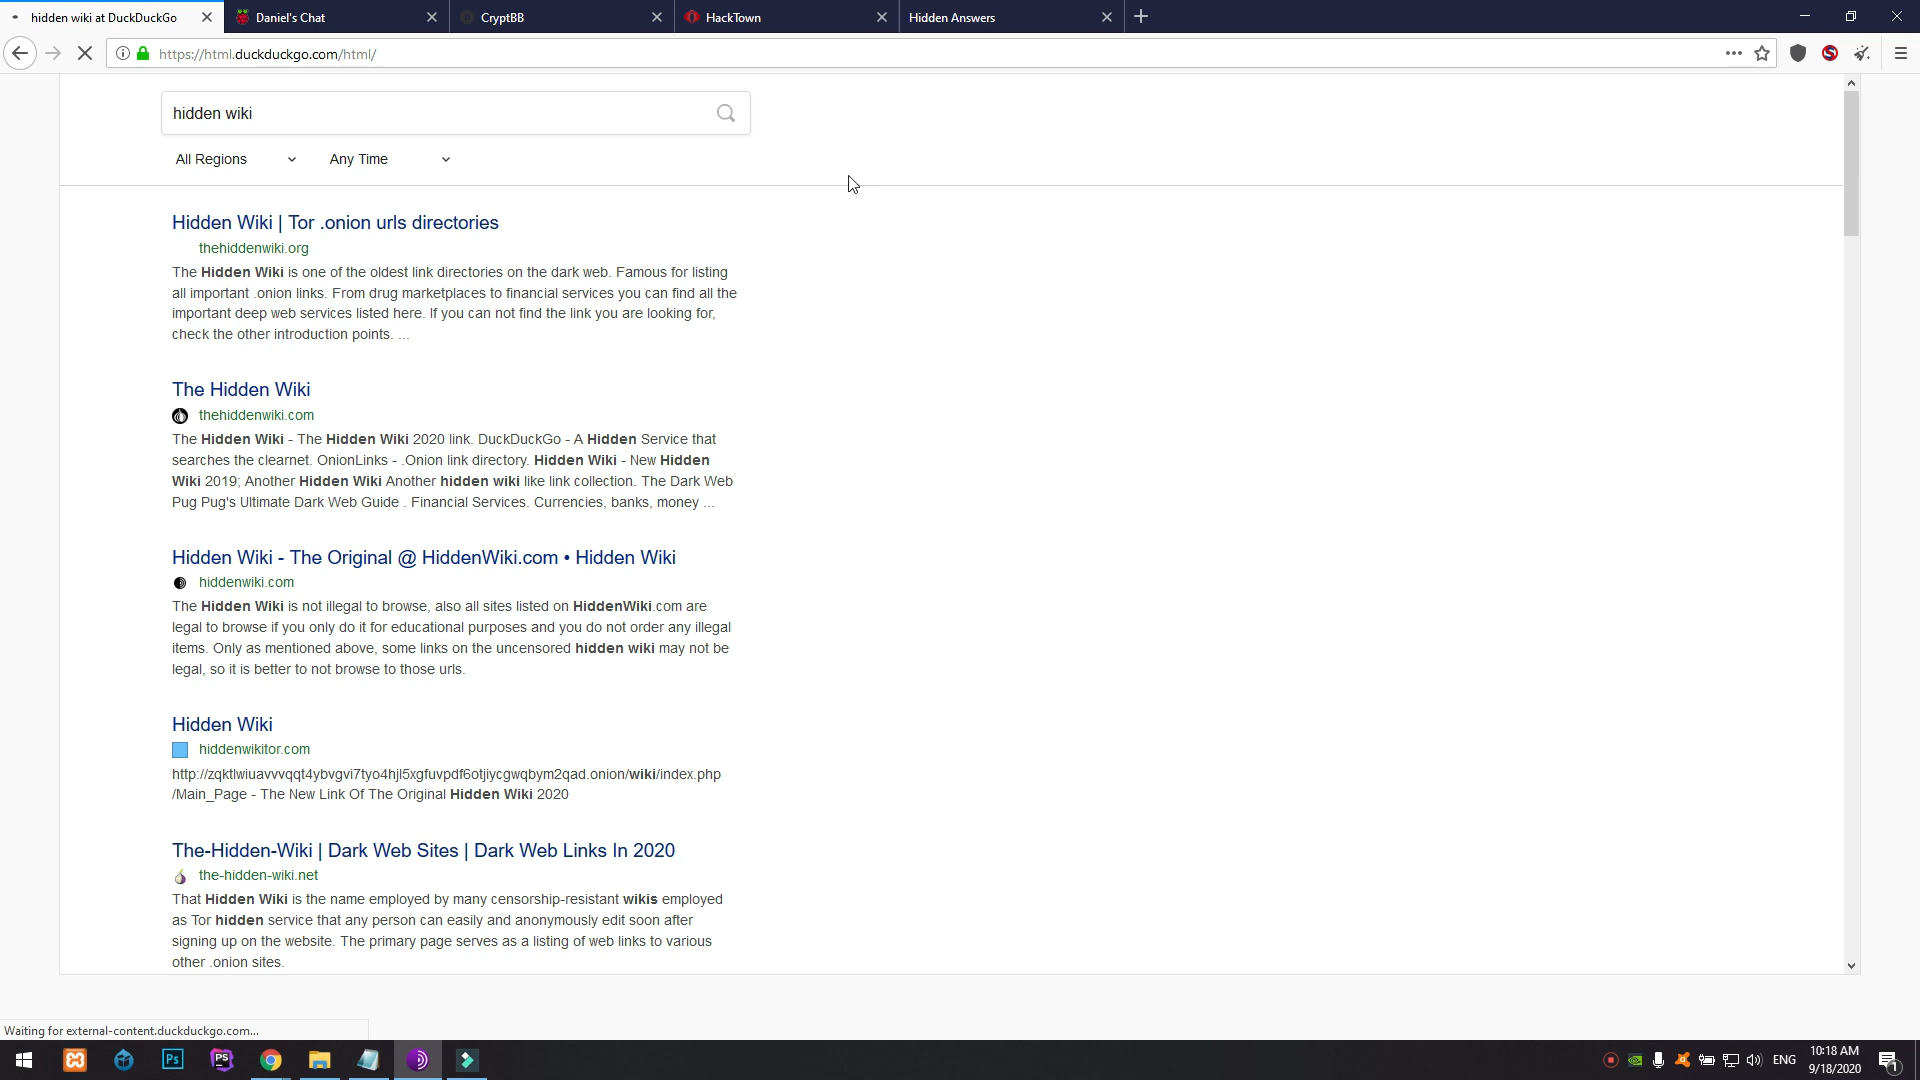 hidden wiki at DuckDuckGo
Daniel's Chat
CryptBB
HackTown
Hidden Answers
https://html.duckduckgo.com/html/
hidden wiki
All Regions
Any Time
Hidden Wiki | Tor .onion urls directories
thehiddenwiki.org
The Hidden Wiki is one of the oldest link directories on the dark web. Famous for listing
all important .onion links. From drug marketplaces to financial services you can find all the
important deep web services listed here. If you can not find the link you are looking for,
check the other introduction points. ...
The Hidden Wiki
thehiddenwiki.com
The Hidden Wiki - The Hidden Wiki 2020 link. DuckDuckGo - A Hidden Service that
searches the clearnet. OnionLinks - .Onion link directory. Hidden Wiki - New Hidden
Wiki 2019; Another Hidden Wiki Another hidden wiki like link collection. The Dark Web
Pug Pug's Ultimate Dark Web Guide . Financial Services. Currencies, banks, money ...
Hidden Wiki - The Original @ HiddenWiki.com • Hidden Wiki
hiddenwiki.com
The Hidden Wiki is not illegal to browse, also all sites listed on HiddenWiki.com are
legal to browse if you only do it for educational purposes and you do not order any illegal
items. Only as mentioned above, some links on the uncensored hidden wiki may not be
legal, so it is better to not browse to those urls.
Hidden Wiki
hiddenwikitor.com
http://zqktlwiuavvvqqt4ybvgvi7tyo4hjl5xgfuvpdf6otjiycgwqbym2qad.onion/wiki/index.php
/Main_Page - The New Link Of The Original Hidden Wiki 2020
The-Hidden-Wiki | Dark Web Sites | Dark Web Links In 2020
the-hidden-wiki.net
That Hidden Wiki is the name employed by many censorship-resistant wikis employed
as Tor hidden service that any person can easily and anonymously edit soon after
signing up on the website. The primary page serves as a listing of web links to various
other .onion sites.
Waiting for external-content.duckduckgo.com...
Ps
PS
ENG
10:18 AM
9/18/2020
1